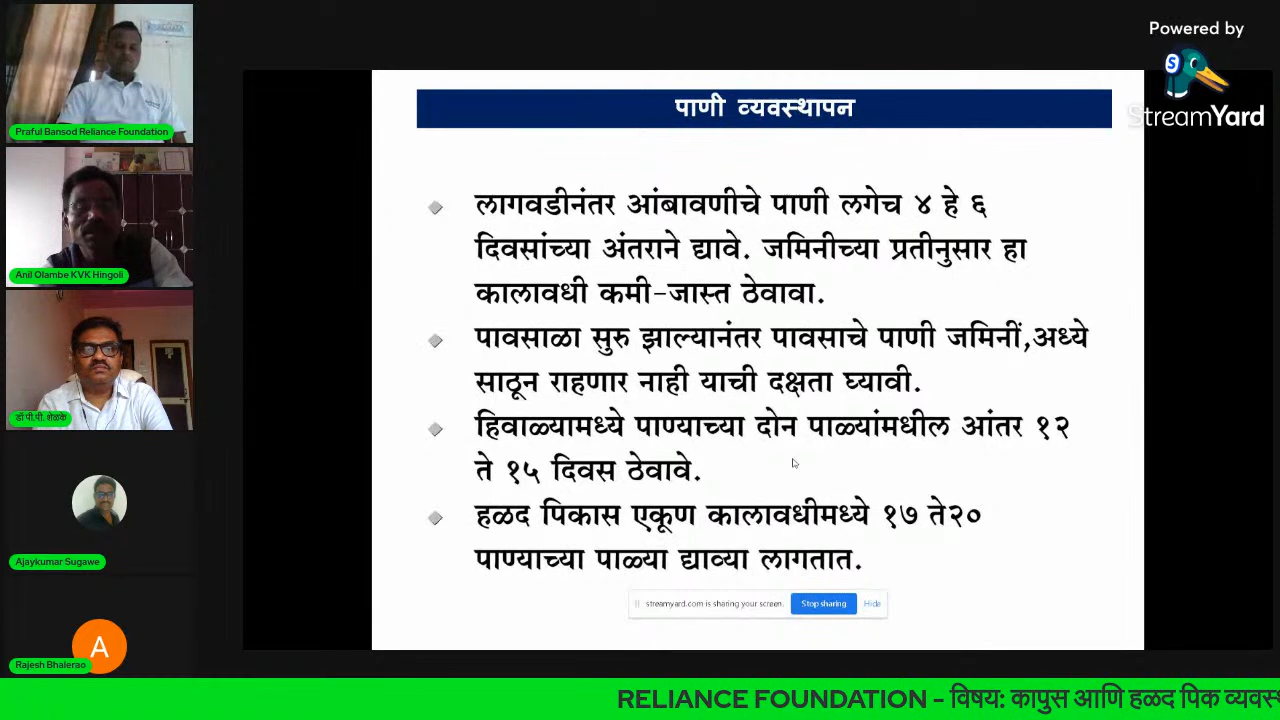 Powered by
StreamYard
Praful Bansod Reliance Foundation
Anil Olambe KVK Hingoli
डॉ पी.पी. शेळके
Ajaykumar Sugawe
A
Rajesh Bhalerao
पाणी व्यवस्थापन
लागवडीनंतर आंबावणीचे पाणी लगेच ४ हे ६
दिवसांच्या अंतराने द्यावे. जमिनीच्या प्रतीनुसार हा
कालावधी कमी-जास्त ठेवावा.
पावसाळा सुरु झाल्यानंतर पावसाचे पाणी जमिनीं,अध्ये
साठून राहणार नाही याची दक्षता घ्यावी.
हिवाळ्यामध्ये पाण्याच्या दोन पाळ्यांमधील आंतर १२
ते १५ दिवस ठेवावे.
हळद पिकास एकूण कालावधीमध्ये १७ ते२०
पाण्याच्या पाळ्या द्याव्या लागतात.
streamyard.com is sharing your screen. Stop sharing Hide
RELIANCE FOUNDATION - विषय: कापुस आणि हळद पिक